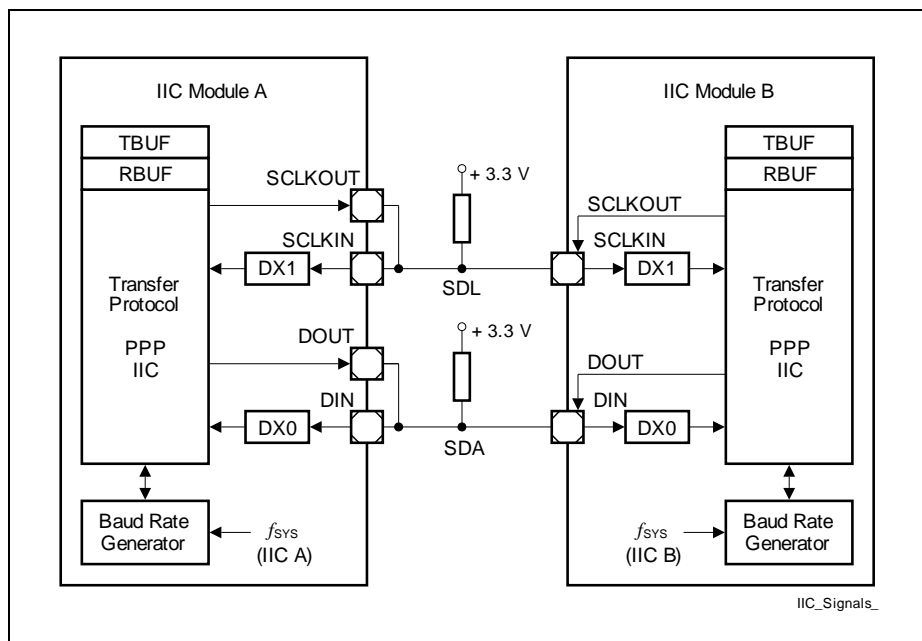 IIC Module A
TBUF
RBUF
SCLKOUT
SCLKIN
DX1
Transfer
Protocol
PPP
IIC
DOUT
DIN
DX0
Baud Rate
Generator
fSYS
(IIC A)
+ 3.3 V
SDL
+ 3.3 V
SDA
IIC Module B
TBUF
RBUF
SCLKOUT
SCLKIN
DX1
Transfer
Protocol
PPP
IIC
DOUT
DIN
DX0
fSYS
(IIC B)
Baud Rate
Generator
IIC_Signals_